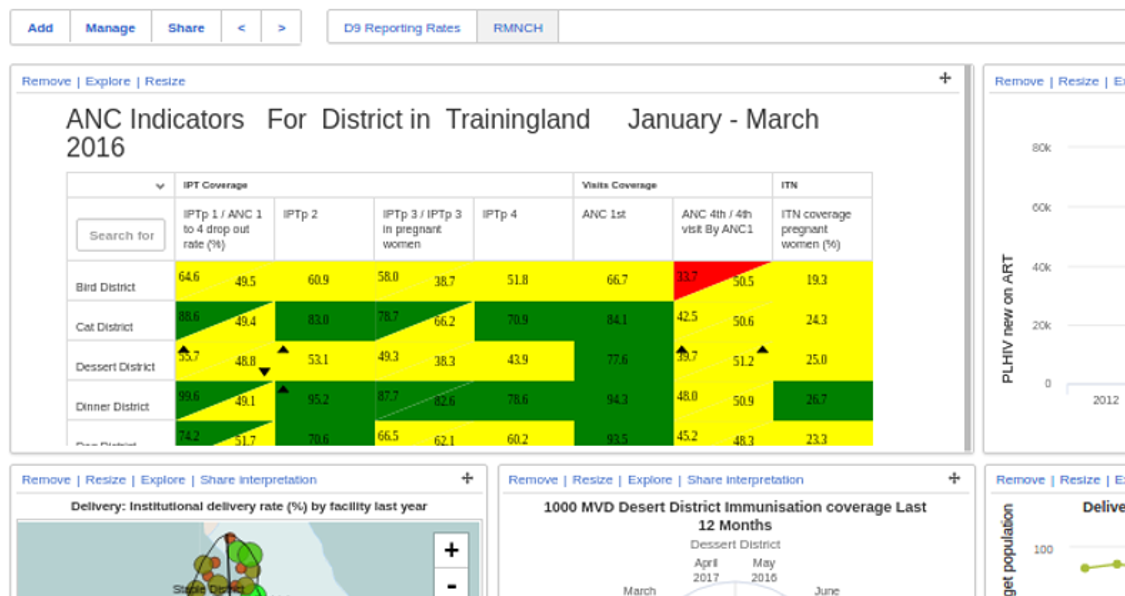 Add Manage Share < > D9 Reporting Rates RMNCH
Remove | Explore | Resize
Remove | Resize | E
ANC Indicators For District in Trainingland January - March
2016
IPT Coverage Visits Coverage ITN
Search for
IPTp 1 / ANC 1
to 4 drop out
rate (%)
IPTp 2
IPTp 3 / IPTp 3
in pregnant
women
IPTp 4
ANC 1st
ANC 4th / 4th
visit By ANC1
ITN coverage
pregnant
women (%)
Bird District 64.6 49.5 60.9 58.0 38.7 51.8 66.7 33.7 50.5 19.3
Cat District 88.6 49.4 83.0 78.7 66.2 70.9 84.1 42.5 50.6 24.3
Dessert District 55.7 48.8 53.1 49.3 38.3 43.9 77.6 39.7 51.2 25.0
Dinner District 99.6 49.1 95.2 87.7 82.6 78.6 94.3 48.0 50.9 26.7
74.2 51.7 70.6 66.5 62.1 60.2 93.5 45.2 48.3 23.3
PLHIV new on ART
80k
60k
40k
20k
0
2012
Remove | Resize | Explore | Share interpretation
Delivery: Institutional delivery rate (%) by facility last year
+
-
Remove | Resize | Explore | Share interpretation
1000 MVD Desert District Immunisation coverage Last
12 Months
Dessert District
April
2017
May
2016
March
June
Remove | Resize | E
Delive
get population
100